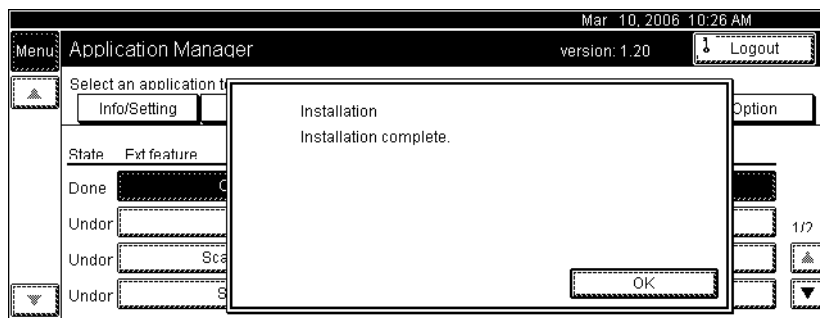 Mar 10, 2006 10:26 AM
Menu
Application Manager
version: 1.20
Logout
Select an application
Info/Setting
Option
Installation
Installation complete.
State Ext feature
Done
Undor
Undor Sca
Undor S
1/2
OK